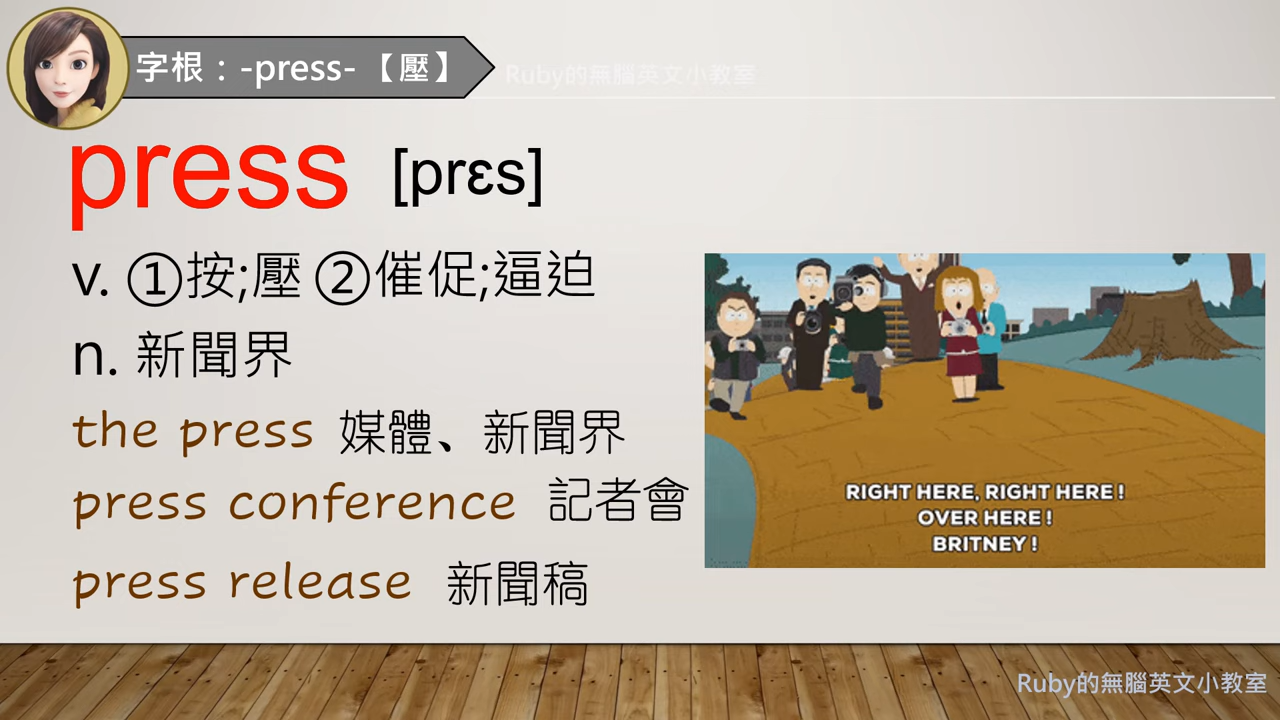 字根：-press-【壓】
Ruby的無腦英文小教室
press [prɛs]
v. ①按;壓 ②催促;逼迫
n. 新聞界
the press 媒體、新聞界
press conference 記者會
press release 新聞稿
RIGHT HERE, RIGHT HERE !
OVER HERE !
BRITNEY !
Ruby的無腦英文小教室